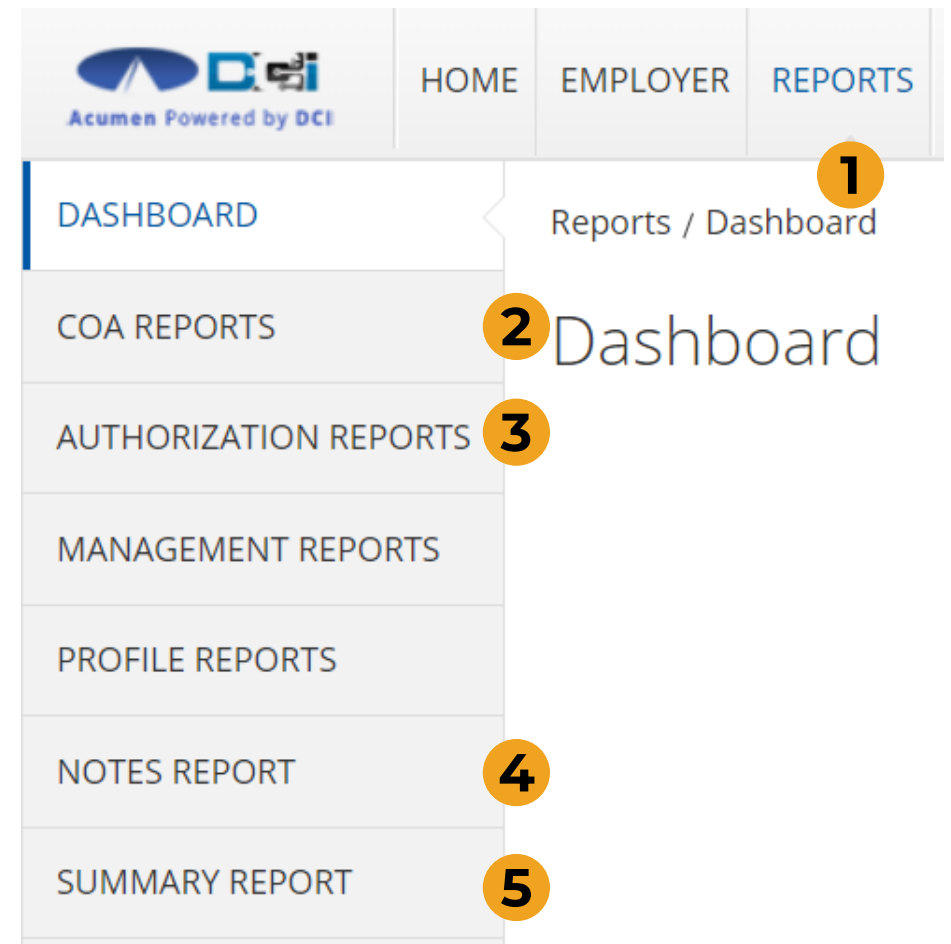 DCi
Acumen Powered by DCI
HOME EMPLOYER REPORTS
1
DASHBOARD
Reports / Dashboard
COA REPORTS
2
Dashboard
AUTHORIZATION REPORTS
3
MANAGEMENT REPORTS
PROFILE REPORTS
NOTES REPORT
4
SUMMARY REPORT
5